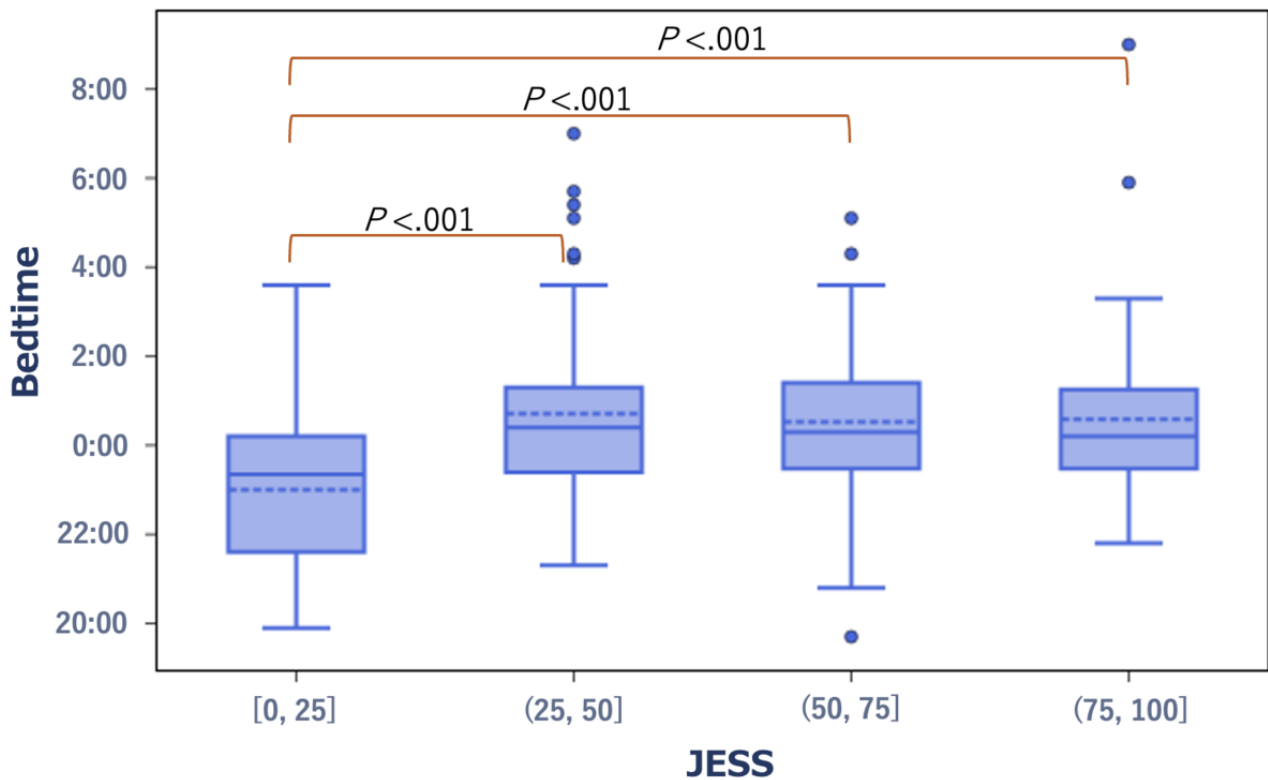 P <.001
P <.001
P <.001
Bedtime
8:00
6:00
4:00
2:00
0:00
22:00
20:00
[0, 25]
(25, 50]
(50, 75]
(75, 100]
JESS